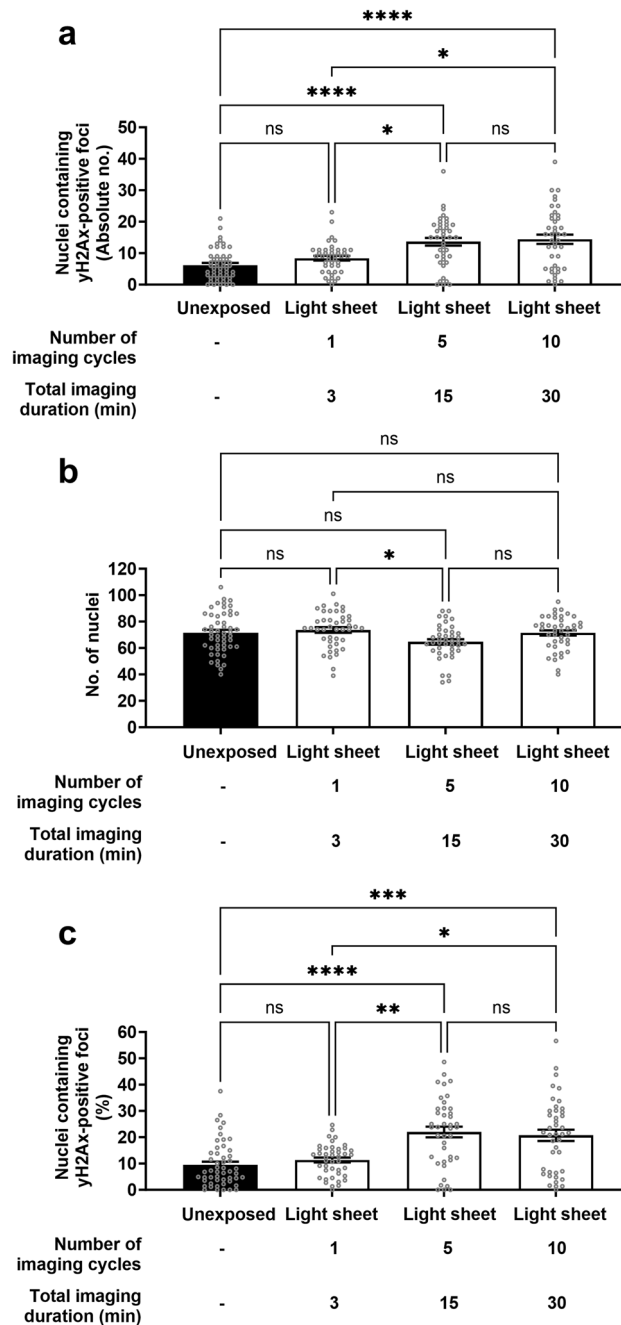 a
****
*
****
ns * ns
Nuclei containing
yH2Ax-positive foci
(Absolute no.)
50
40
30
20
10
0
Unexposed Light sheet Light sheet Light sheet
Number of
imaging cycles - 1 5 10
Total imaging
duration (min) - 3 15 30
b
ns
ns
ns
ns * ns
No. of nuclei
120
100
80
60
40
20
0
Unexposed Light sheet Light sheet Light sheet
Number of
imaging cycles - 1 5 10
Total imaging
duration (min) - 3 15 30
c
***
*
****
ns ** ns
Nuclei containing
yH2Ax-positive foci
(%)
60
50
40
30
20
10
0
Unexposed Light sheet Light sheet Light sheet
Number of
imaging cycles - 1 5 10
Total imaging
duration (min) - 3 15 30